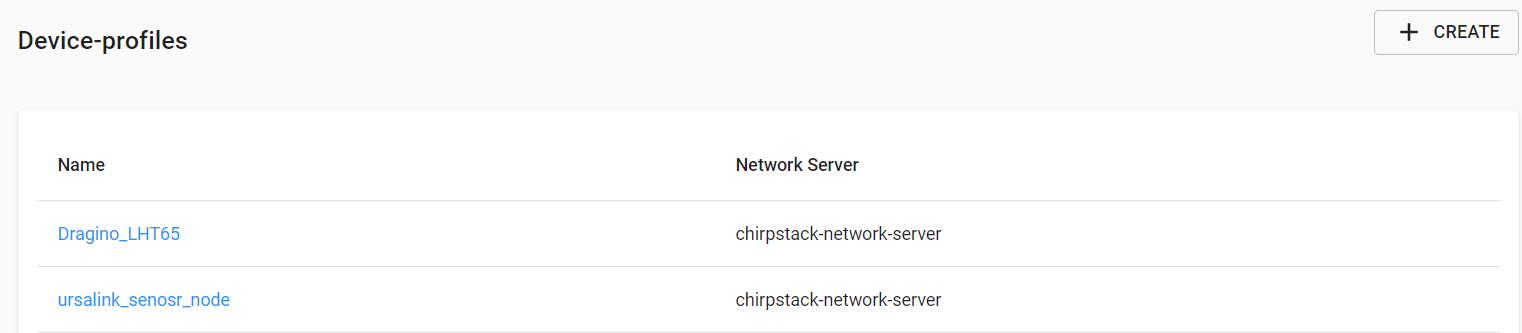 Device-profiles
+ CREATE
Name Network Server
Dragino_LHT65 chirpstack-network-server
ursalink_senosr_node chirpstack-network-server